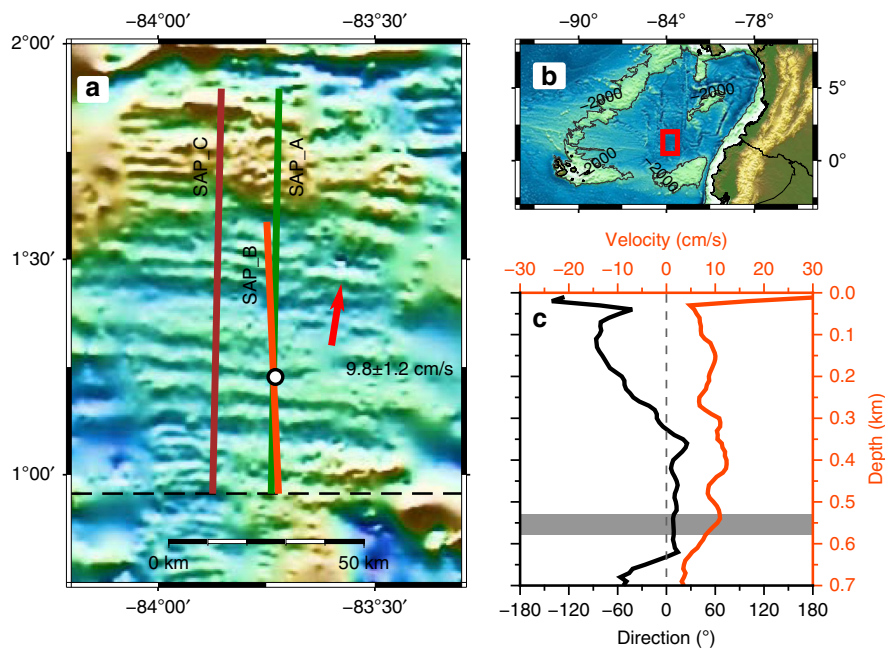 −84°00′ −83°30′
2°00′
1°30′
1°00′
a
SAP_C
SAP_A
SAP_B
9.8±1.2 cm/s
0 km 50 km
−84°00′ −83°30′
−90° −84° −78°
b
−2000
−2000
−2000
−2000
5°
0°
Velocity (cm/s)
−30 −20 −10 0 10 20 30
c
0.0
0.1
0.2
0.3
0.4
0.5
0.6
0.7
Depth (km)
−180 −120 −60 0 60 120 180
Direction (°)